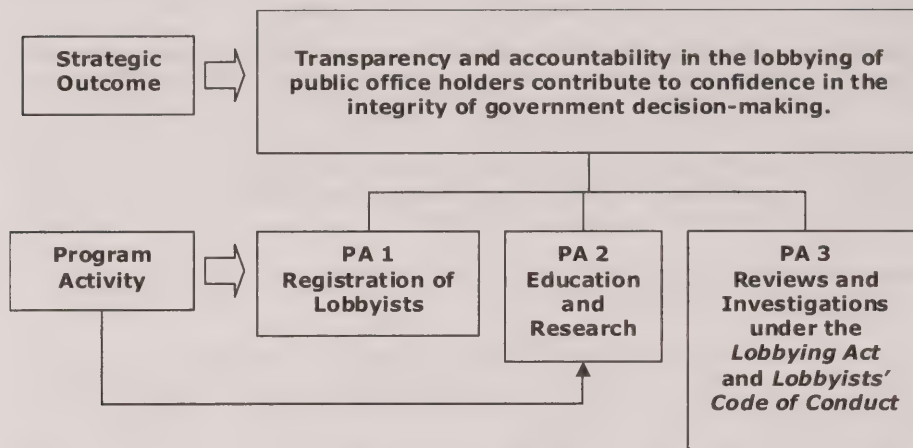 Strategic
Outcome
Transparency and accountability in the lobbying of
public office holders contribute to confidence in the
integrity of government decision-making.
Program
Activity
PA 1
Registration of
Lobbyists
PA 2
Education
and
Research
PA 3
Reviews and
Investigations
under the
Lobbying Act
and Lobbyists'
Code of Conduct